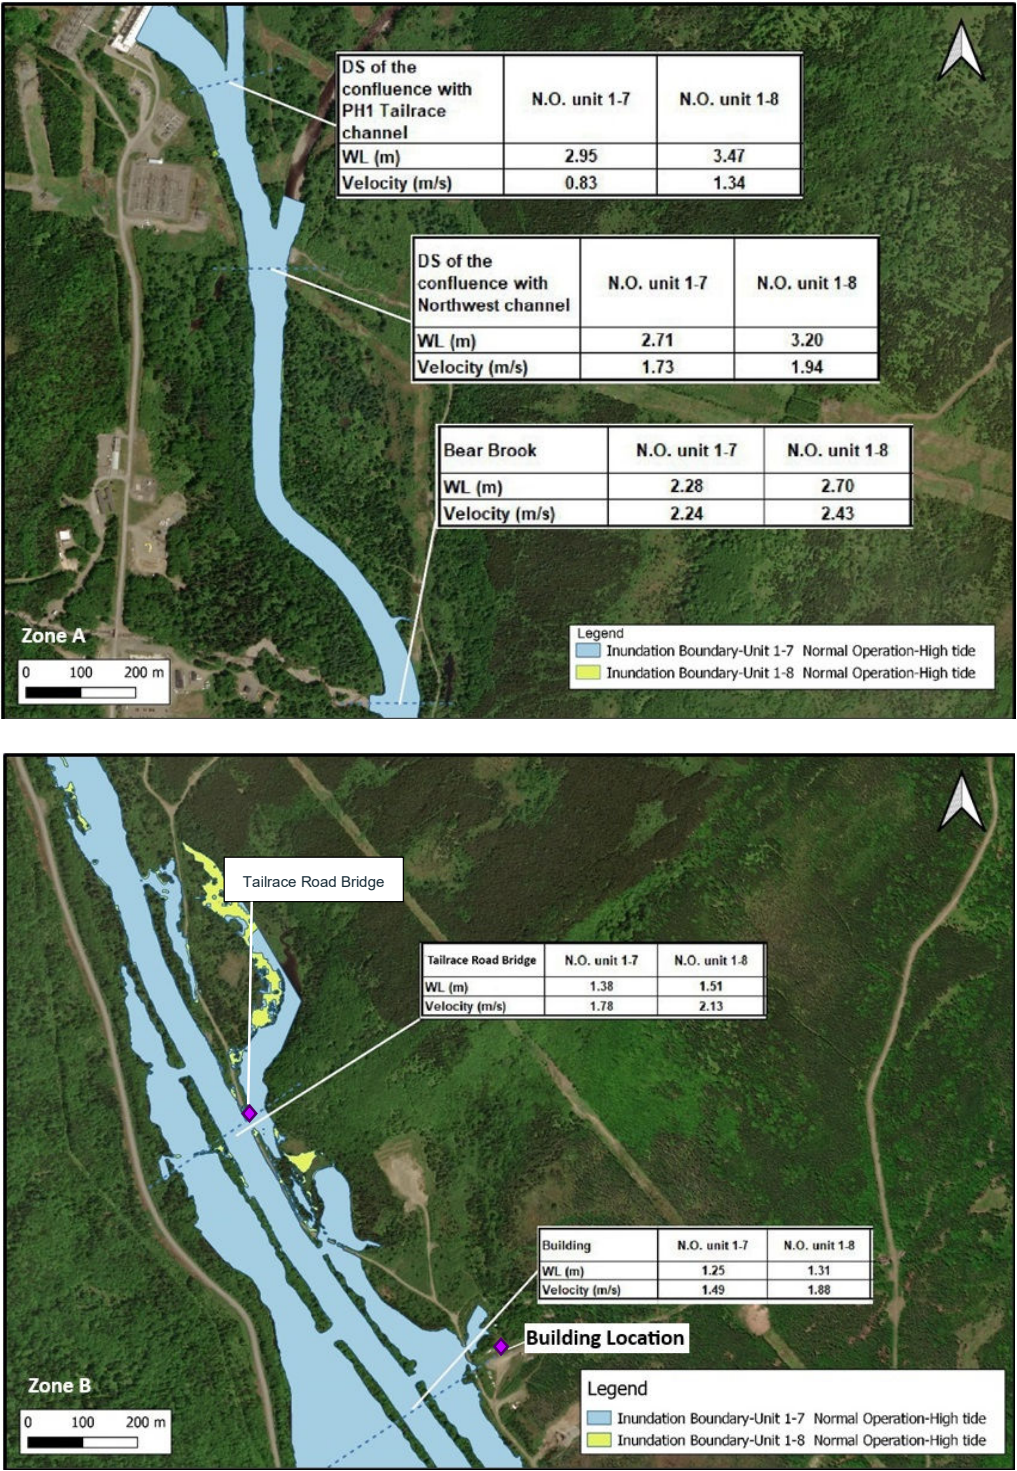 DS of the
confluence with
PH1 Tailrace
channel
N.O. unit 1-7
N.O. unit 1-8
WL (m)
2.95
3.47
Velocity (m/s)
0.83
1.34
DS of the
confluence with
Northwest channel
N.O. unit 1-7
N.O. unit 1-8
WL (m)
2.71
3.20
Velocity (m/s)
1.73
1.94
Bear Brook
N.O. unit 1-7
N.O. unit 1-8
WL (m)
2.28
2.70
Velocity (m/s)
2.24
2.43
Zone A
0 100 200 m
Legend
Inundation Boundary-Unit 1-7 Normal Operation-High tide
Inundation Boundary-Unit 1-8 Normal Operation-High tide
Tailrace Road Bridge
Tailrace Road Bridge
N.O. unit 1-7
N.O. unit 1-8
WL (m)
1.38
1.51
Velocity (m/s)
1.78
2.13
Building
N.O. unit 1-7
N.O. unit 1-8
WL (m)
1.25
1.31
Velocity (m/s)
1.49
1.88
Building Location
Zone B
0 100 200 m
Legend
Inundation Boundary-Unit 1-7 Normal Operation-High tide
Inundation Boundary-Unit 1-8 Normal Operation-High tide